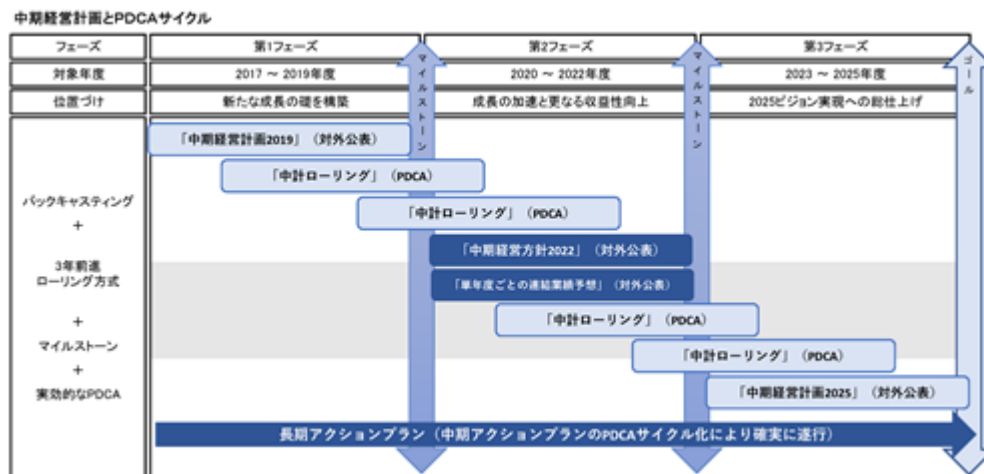 中期経営計画とPDCAサイクル
フェーズ
第1フェーズ
第2フェーズ
第3フェーズ
対象年度
2017 ～ 2019年度
2020 ～ 2022年度
2023 ～ 2025年度
位置づけ
新たな成長の礎を構築
成長の加速と更なる収益性向上
2025ビジョン実現への総仕上げ
マイルストーン
マイルストーン
ゴール
バックキャスティング
+
3年前進
ローリング方式
+
マイルストーン
+
実効的なPDCA
「中期経営計画2019」（対外公表）
「中計ローリング」（PDCA）
「中計ローリング」（PDCA）
「中期経営方針2022」（対外公表）
「単年度ごとの連結業績予想」（対外公表）
「中計ローリング」（PDCA）
「中計ローリング」（PDCA）
「中期経営計画2025」（対外公表）
長期アクションプラン（中期アクションプランのPDCAサイクル化により確実に遂行）